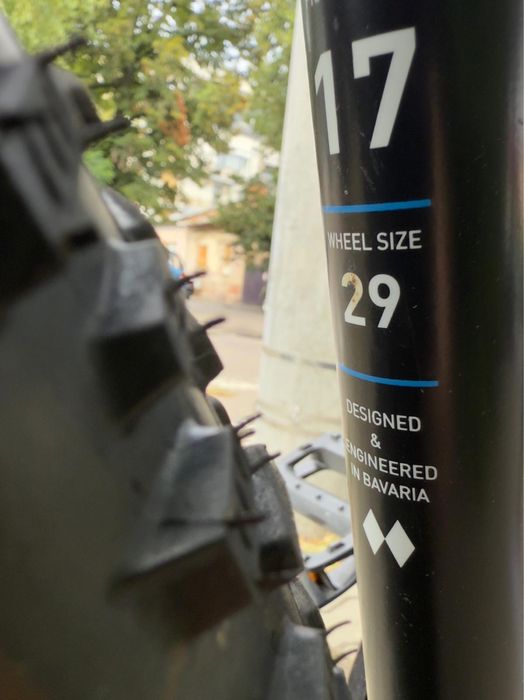 17
WHEEL SIZE
29
DESIGNED
&
ENGINEERED
IN BAVARIA